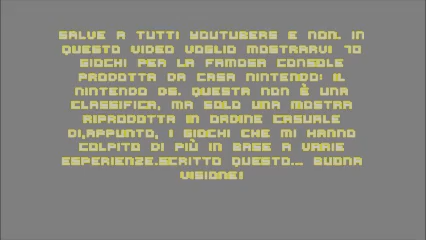 SALVE A TUTTI YOUTUBERS E NON. IN
QUESTO VIDEO VOGLIO MOSTRARVI 10
GIOCHI PER LA FAMOSA CONSOLE
PRODOTTA DA CASA NINTENDO: IL
NINTENDO DS. QUESTA NON È UNA
CLASSIFICA, MA SOLO UNA MOSTRA
RIPRODOTTA IN ORDINE CASUALE
DI,APPUNTO, I GIOCHI CHE MI HANNO
COLPITO DI PIÙ IN BASE A VARIE
ESPERIENZE.SCRITTO QUESTO... BUONA
VISIONE!